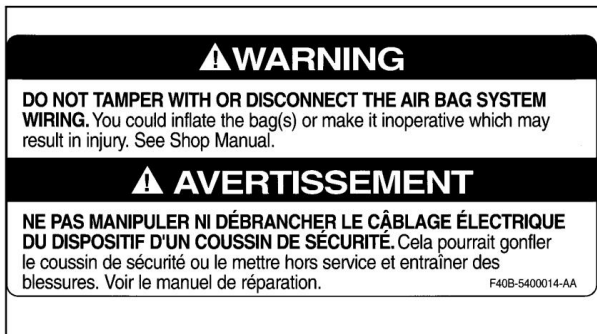 WARNING
DO NOT TAMPER WITH OR DISCONNECT THE AIR BAG SYSTEM
WIRING. You could inflate the bag(s) or make it inoperative which may
result in injury. See Shop Manual.
AVERTISSEMENT
NE PAS MANIPULER NI DÉBRANCHER LE CÂBLAGE ÉLECTRIQUE
DU DISPOSITIF D'UN COUSSIN DE SÉCURITÉ. Cela pourrait gonfler
le coussin de sécurité ou le mettre hors service et entraîner des
blessures. Voir le manuel de réparation.
F40B-5400014-AA